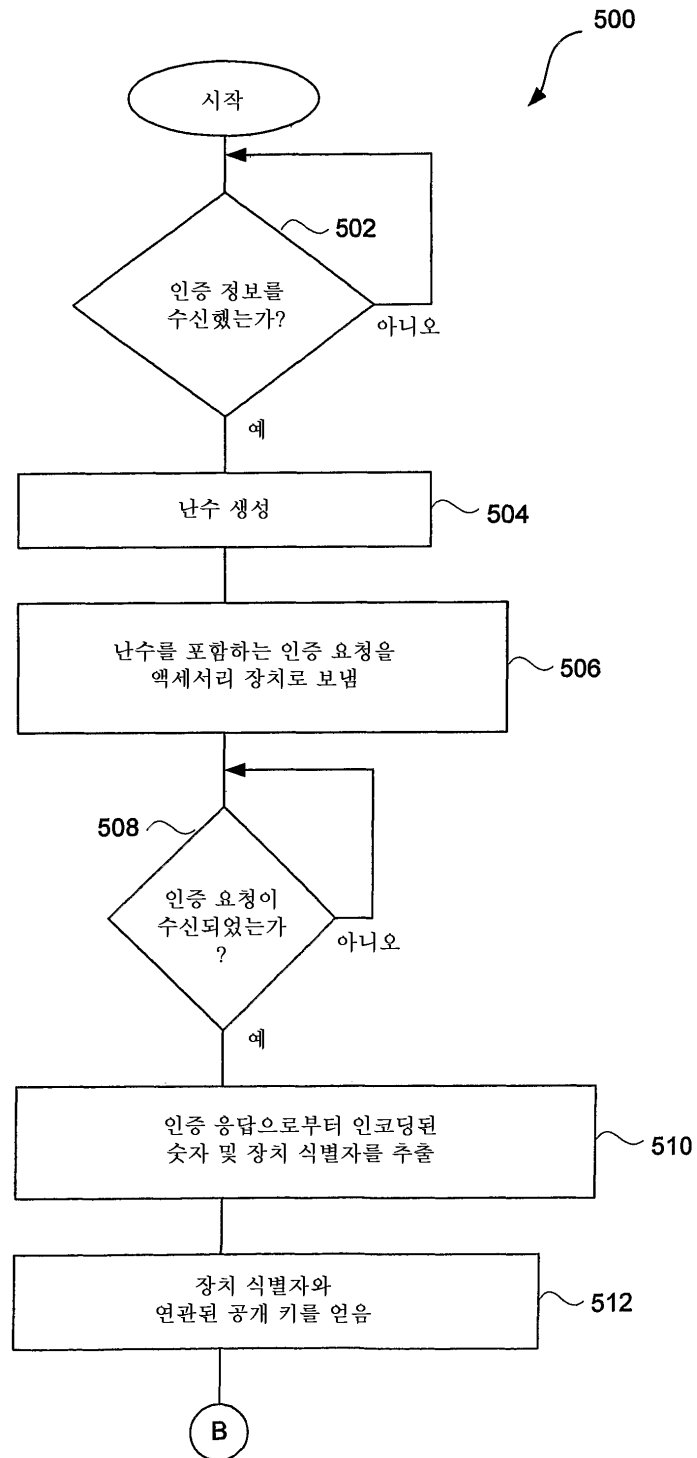 500
시작
502
인증 정보를
수신했는가?
아니오
예
난수 생성
504
난수를 포함하는 인증 요청을
액세서리 장치로 보냄
506
508
인증 요청이
수신되었는가
?
아니오
예
인증 응답으로부터 인코딩된
숫자 및 장치 식별자를 추출
510
장치 식별자와
연관된 공개 키를 얻음
512
B